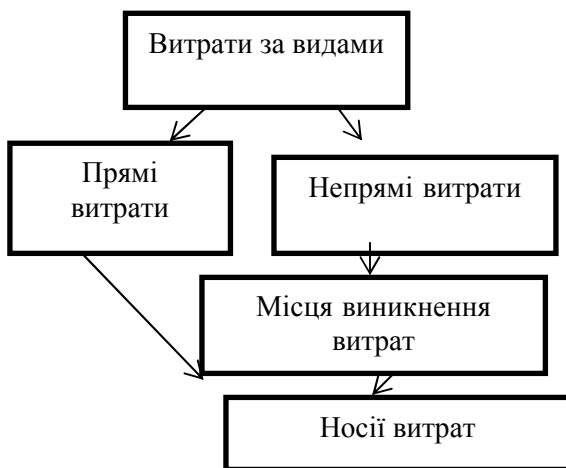 Витрати за видами
Прямі
витрати
Непрямі витрати
Місця виникнення
витрат
Носії витрат